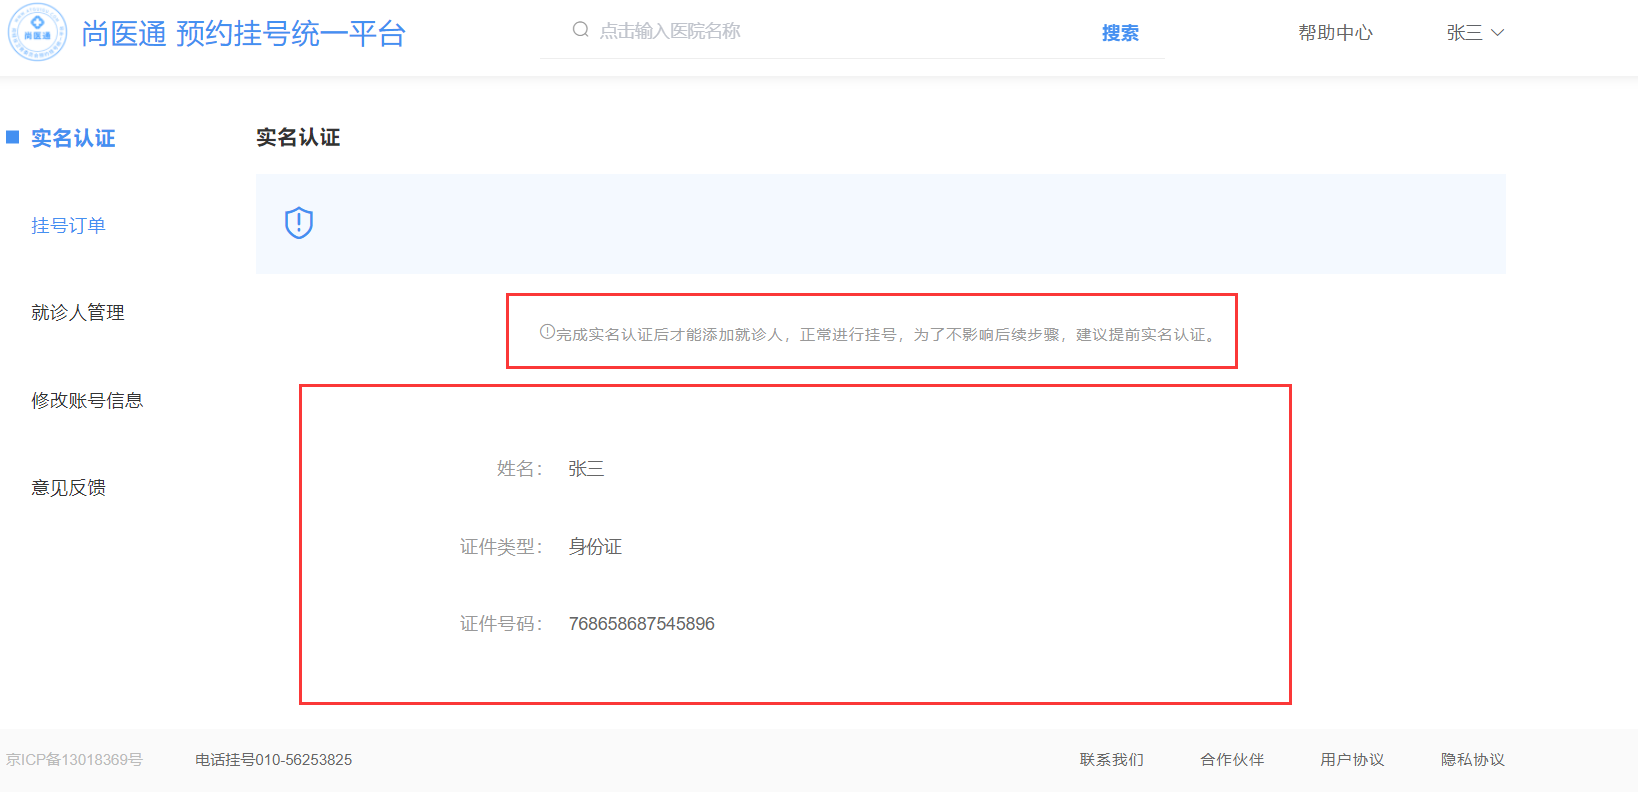 尚医通
尚医通 预约挂号统一平台
点击输入医院名称
搜索
帮助中心
张三
实名认证
挂号订单
就诊人管理
修改账号信息
意见反馈
实名认证
完成实名认证后才能添加就诊人，正常进行挂号，为了不影响后续步骤，建议提前实名认证。
姓名： 张三
证件类型： 身份证
证件号码： 768658687545896
京ICP备13018369号
电话挂号010-56253825
联系我们
合作伙伴
用户协议
隐私协议